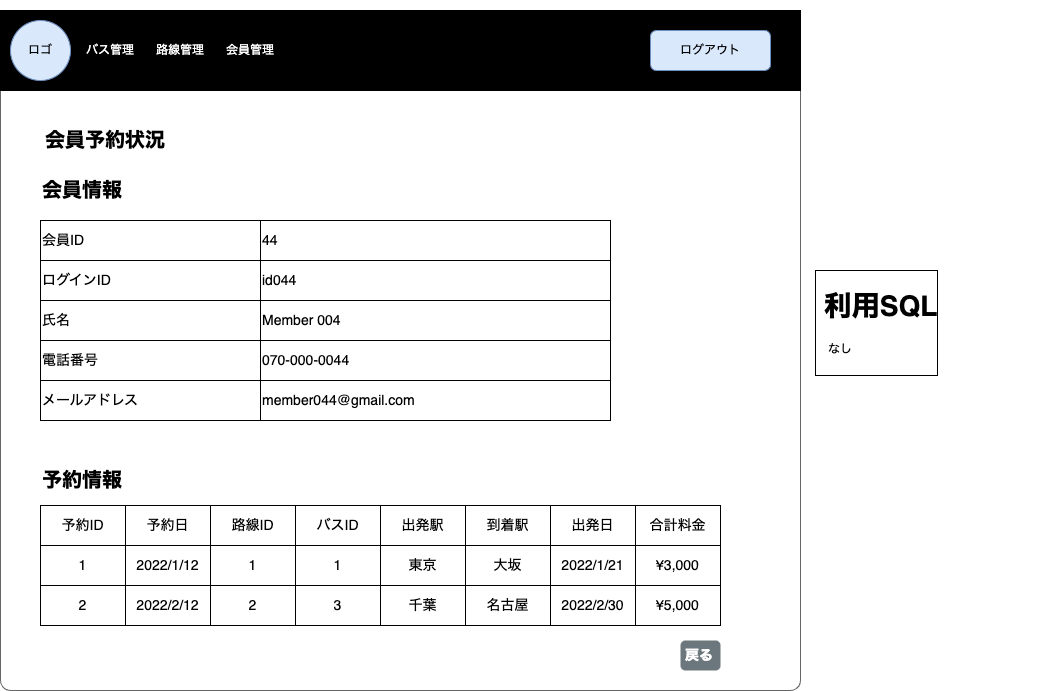 ロゴ バス管理 路線管理 会員管理 ログアウト
会員予約状況
会員情報
会員ID 44
ログインID id044
氏名 Member 004
電話番号 070-000-0044
メールアドレス member044@gmail.com
利用SQL
なし
予約情報
予約ID 予約日 路線ID バスID 出発駅 到着駅 出発日 合計料金
1 2022/1/12 1 1 東京 大坂 2022/1/21 ¥3,000
2 2022/2/12 2 3 千葉 名古屋 2022/2/30 ¥5,000
戻る